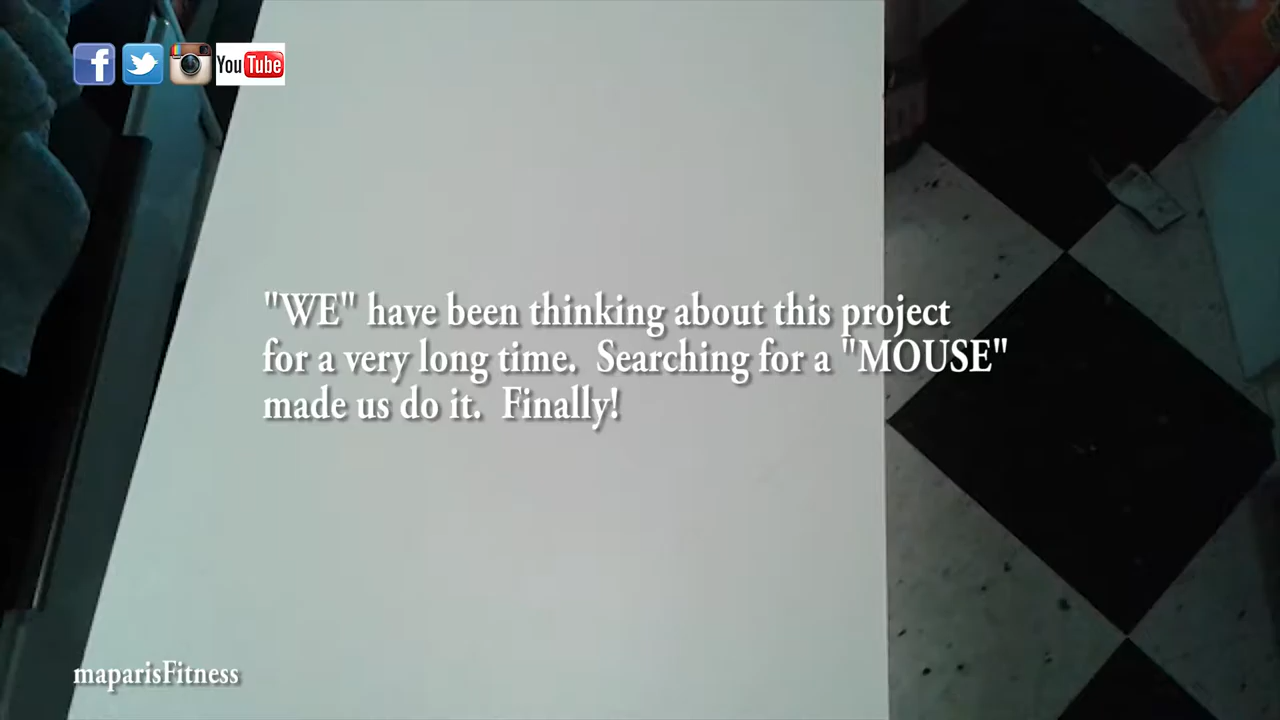 You Tube
"WE" have been thinking about this project
for a very long time.  Searching for a "MOUSE"
made us do it.  Finally!
maparisFitness